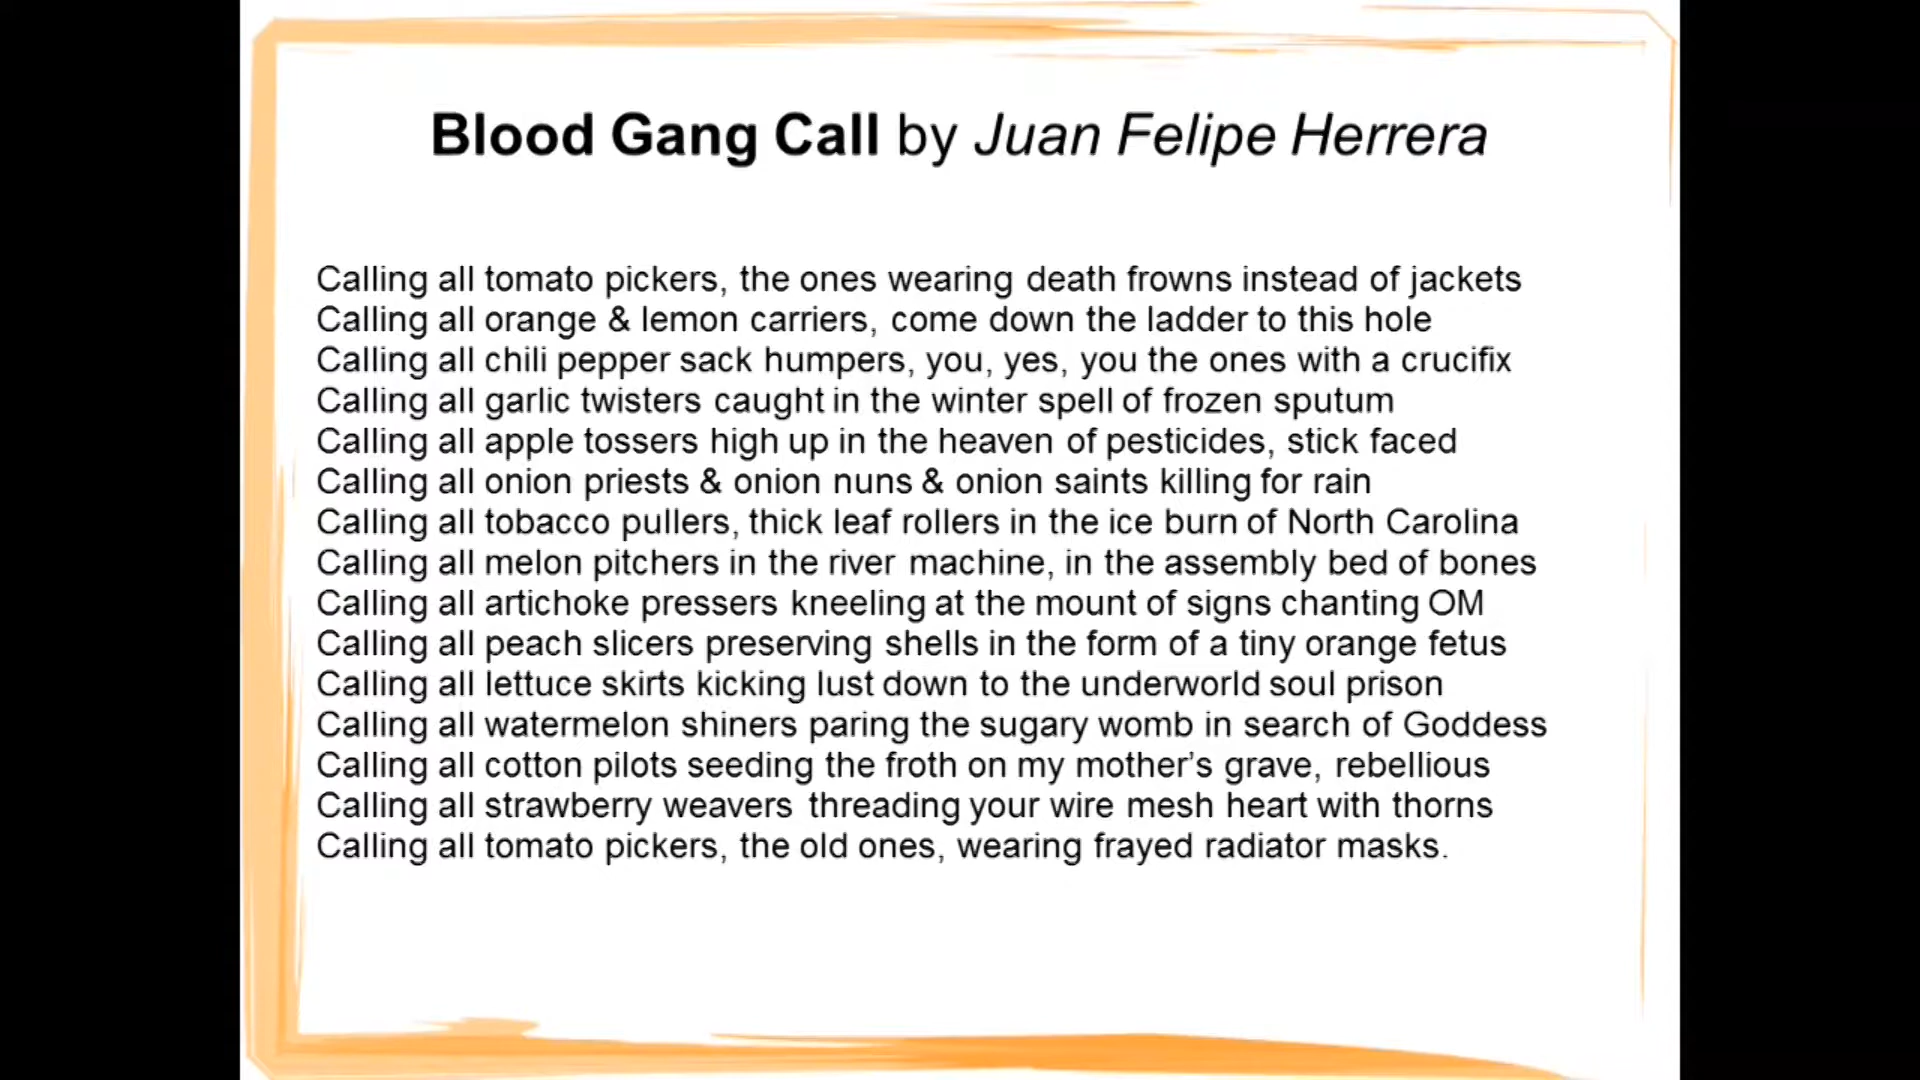 Blood Gang Call by Juan Felipe Herrera
Calling all tomato pickers, the ones wearing death frowns instead of jackets
Calling all orange & lemon carriers, come down the ladder to this hole
Calling all chili pepper sack humpers, you, yes, you the ones with a crucifix
Calling all garlic twisters caught in the winter spell of frozen sputum
Calling all apple tossers high up in the heaven of pesticides, stick faced
Calling all onion priests & onion nuns & onion saints killing for rain
Calling all tobacco pullers, thick leaf rollers in the ice burn of North Carolina
Calling all melon pitchers in the river machine, in the assembly bed of bones
Calling all artichoke pressers kneeling at the mount of signs chanting OM
Calling all peach slicers preserving shells in the form of a tiny orange fetus
Calling all lettuce skirts kicking lust down to the underworld soul prison
Calling all watermelon shiners paring the sugary womb in search of Goddess
Calling all cotton pilots seeding the froth on my mother’s grave, rebellious
Calling all strawberry weavers threading your wire mesh heart with thorns
Calling all tomato pickers, the old ones, wearing frayed radiator masks.